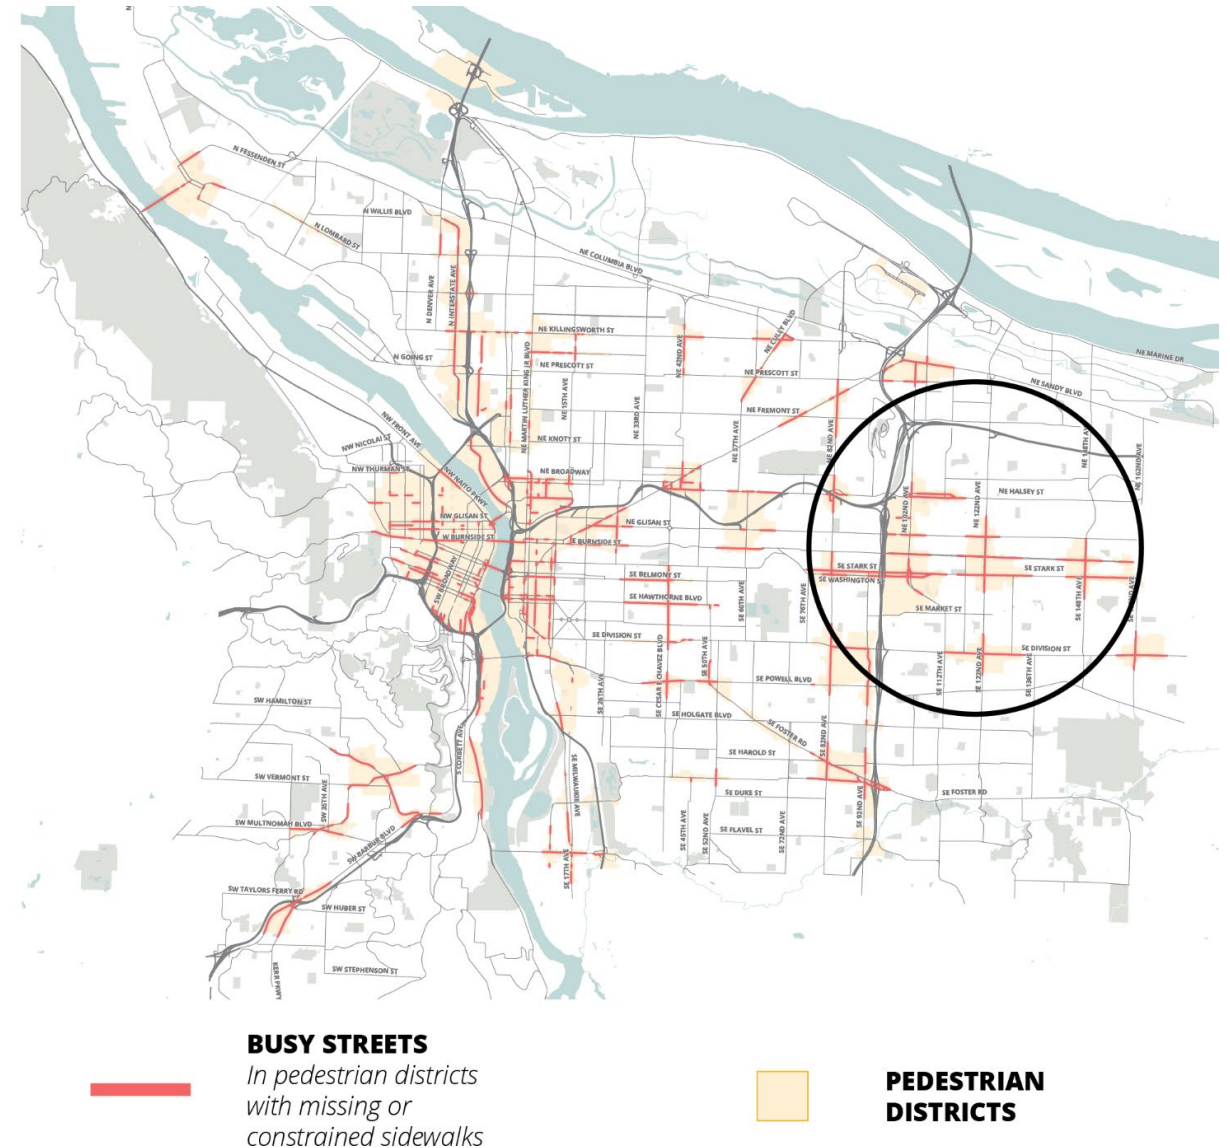 N
N FESSENDEN ST
N WILLIS BLVD
N LOMBARD ST
NE COLUMBIA BLVD
N DENVER AVE
N INTERSTATE AVE
NE KILLINGSWORTH ST
NE CULLY BLVD
NE MARINE DR
N GOING ST
NE MARTIN LUTHER KING JR BLVD
NE PRESCOTT ST
NE 42ND AVE
NE PRESCOTT ST
NE SANDY BLVD
NE 15TH AVE
NE 33RD AVE
NE FREMONT ST
NW FRONT AVE
NW NICOLAI ST
NE KNOTT ST
NE 57TH AVE
NE 82ND AVE
NE 148TH AVE
NE 162ND AVE
NW THURMAN ST
NW NAITO PKWY
NE BROADWAY
NE 102ND AVE
NE 122ND AVE
NE HALSEY ST
NW GLISAN ST
NE GLISAN ST
W BURNSIDE ST
E BURNSIDE ST
SW BROADWAY
SE BELMONT ST
SE STARK ST
SE STARK ST
SE WASHINGTON ST
SE HAWTHORNE BLVD
SE 60TH AVE
SE 76TH AVE
SE MARKET ST
SE 148TH AVE
SE DIVISION ST
SE DIVISION ST
SE CESAR E CHAVEZ BLVD
SE 50TH AVE
SE POWELL BLVD
SE 112TH AVE
SE 122ND AVE
SE 136TH AVE
SE 26TH AVE
SW HAMILTON ST
SE HOLGATE BLVD
SE FOSTER RD
SE 82ND AVE
S CORBETT AVE
SE HAROLD ST
SW VERMONT ST
SW 35TH AVE
SE MILWAUKIE AVE
SE DUKE ST
SE FOSTER RD
SE 92ND AVE
SW MULTNOMAH BLVD
SW BARBUR BLVD
SE 45TH AVE
SE 52ND AVE
SE FLAVEL ST
SE 72ND AVE
SE 17TH AVE
SW TAYLORS FERRY RD
SW HUBER ST
SW STEPHENSON ST
KERR PKWY
BUSY STREETS
In pedestrian districts
with missing or
constrained sidewalks
PEDESTRIAN
DISTRICTS